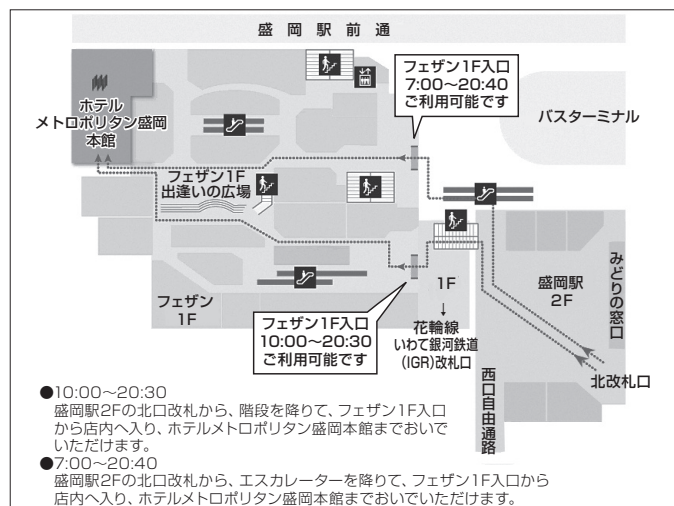 盛岡駅前通
フェザン1F入口
7:00〜20:40
ご利用可能です
ホテル
メトロポリタン盛岡
本館
バスターミナル
フェザン1F
出逢いの広場
フェザン
1F
フェザン1F入口
10:00〜20:30
ご利用可能です
1F
↓
花輪線
いわて銀河鉄道
(IGR)改札口
盛岡駅
2F
みどりの窓口
北改札口
西口自由通路
●10:00〜20:30
盛岡駅2Fの北口改札から、階段を降りて、フェザン1F入口
から店内へ入り、ホテルメトロポリタン盛岡本館までおいで
いただけます。
●7:00〜20:40
盛岡駅2Fの北口改札から、エスカレーターを降りて、フェザン1F入口から
店内へ入り、ホテルメトロポリタン盛岡本館までおいでいただけます。